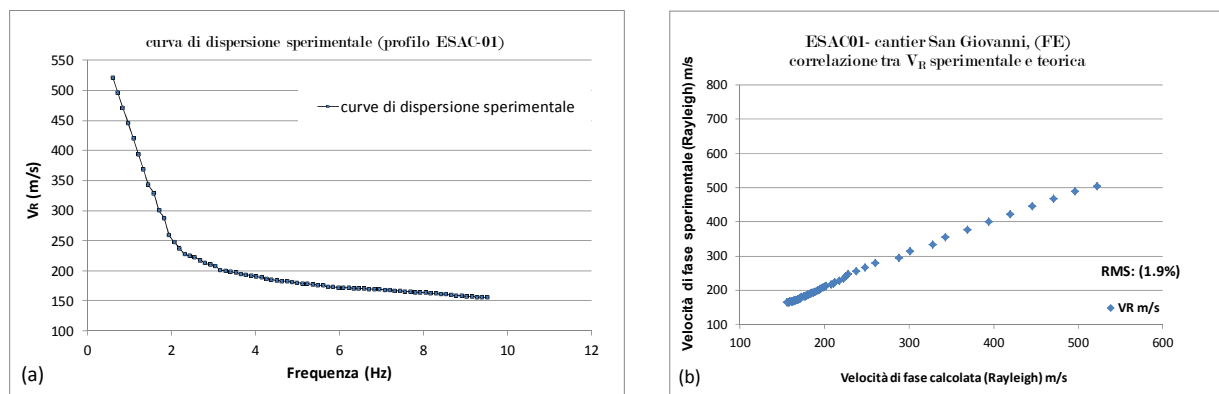 curva di dispersione sperimentale (profilo ESAC-01)
550
500
450
400
350
300
250
200
150
100
VR (m/s)
curve di dispersione sperimentale
0 2 4 6 8 10 12
Frequenza (Hz)
(a)
ESAC01- cantier San Giovanni, (FE)
correlazione tra VR sperimentale e teorica
Velocità di fase sperimentale (Rayleigh) m/s
800
700
600
500
400
300
200
100
RMS: (1.9%)
VR m/s
100 200 300 400 500 600
Velocità di fase calcolata (Rayleigh) m/s
(b)